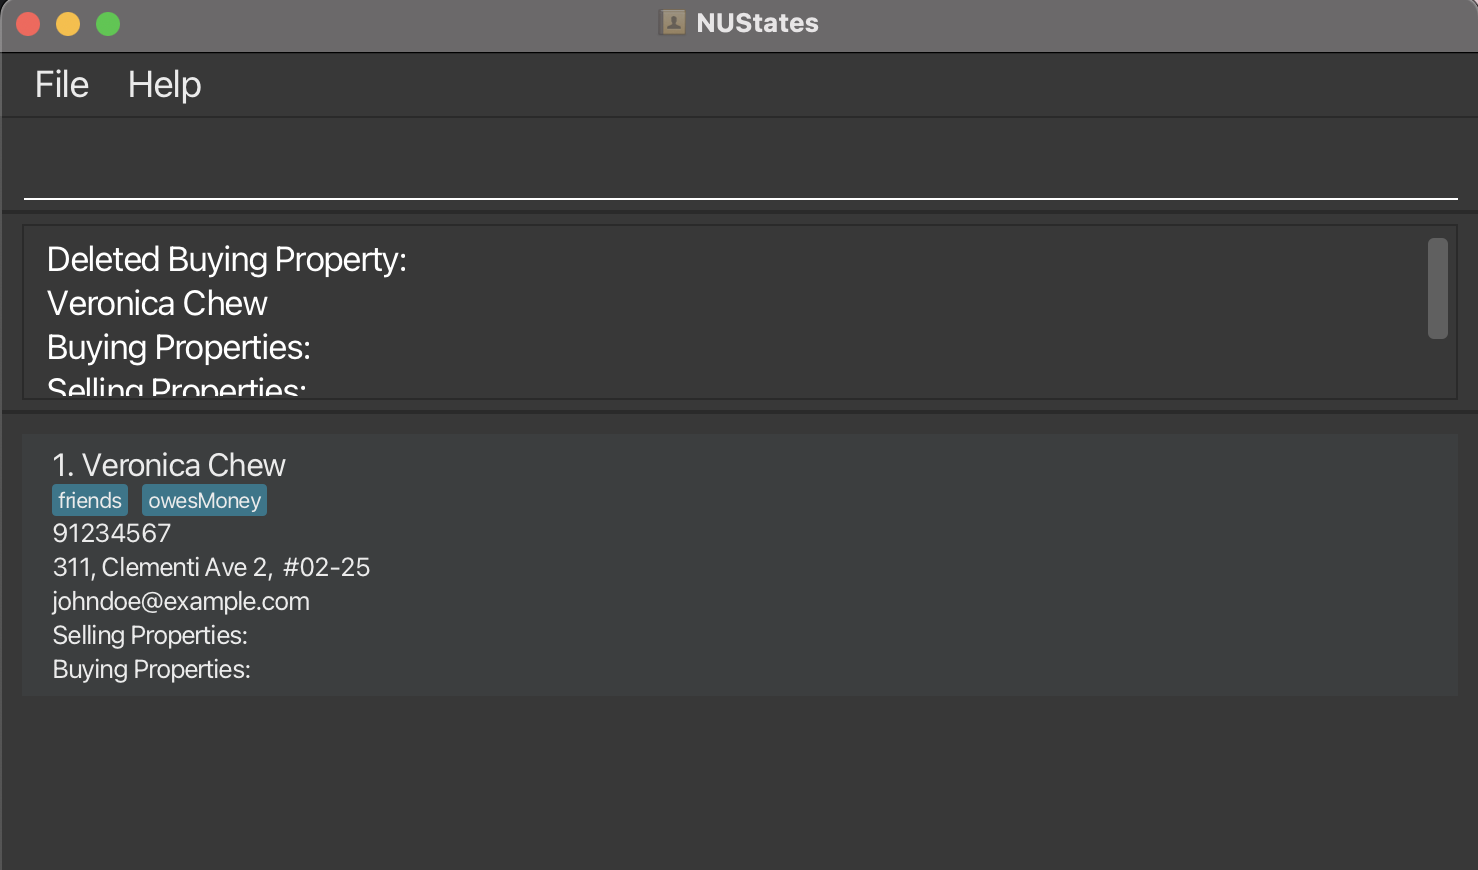 NUStates
File Help
Deleted Buying Property:
Veronica Chew
Buying Properties:
Selling Properties:
1. Veronica Chew
friends owesMoney
91234567
311, Clementi Ave 2, #02-25
johndoe@example.com
Selling Properties:
Buying Properties: